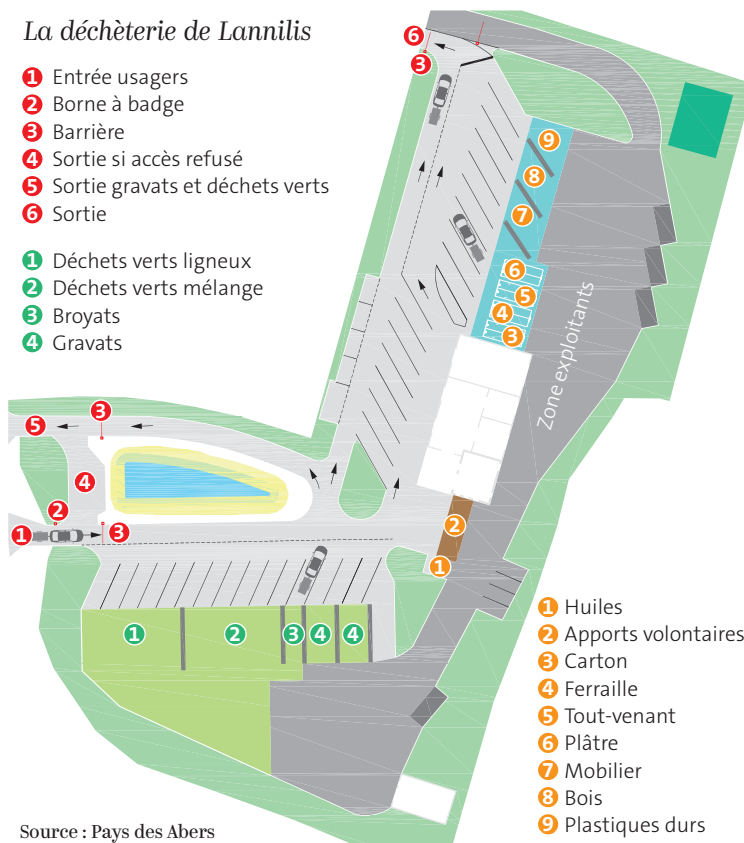 La déchèterie de Lannilis
1 Entrée usagers
2 Borne à badge
3 Barrière
4 Sortie si accès refusé
5 Sortie gravats et déchets verts
6 Sortie
1 Déchets verts ligneux
2 Déchets verts mélange
3 Broyats
4 Gravats
6
3
9
8
7
6
5
4
3
Zone exploitants
3
5
4
2
1
3
2
1
1
2
3
4
4
1 Huiles
2 Apports volontaires
3 Carton
4 Ferraille
5 Tout-venant
6 Plâtre
7 Mobilier
8 Bois
9 Plastiques durs
Source : Pays des Abers